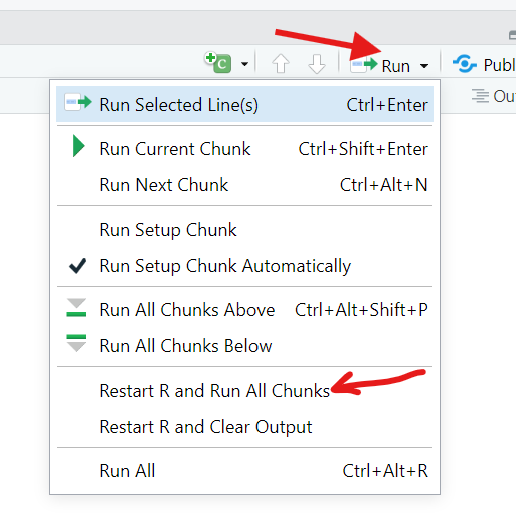 C Run Publ
Out
Run Selected Line(s) Ctrl+Enter
Run Current Chunk Ctrl+Shift+Enter
Run Next Chunk Ctrl+Alt+N
Run Setup Chunk
Run Setup Chunk Automatically
Run All Chunks Above Ctrl+Alt+Shift+P
Run All Chunks Below
Restart R and Run All Chunks
Restart R and Clear Output
Run All Ctrl+Alt+R